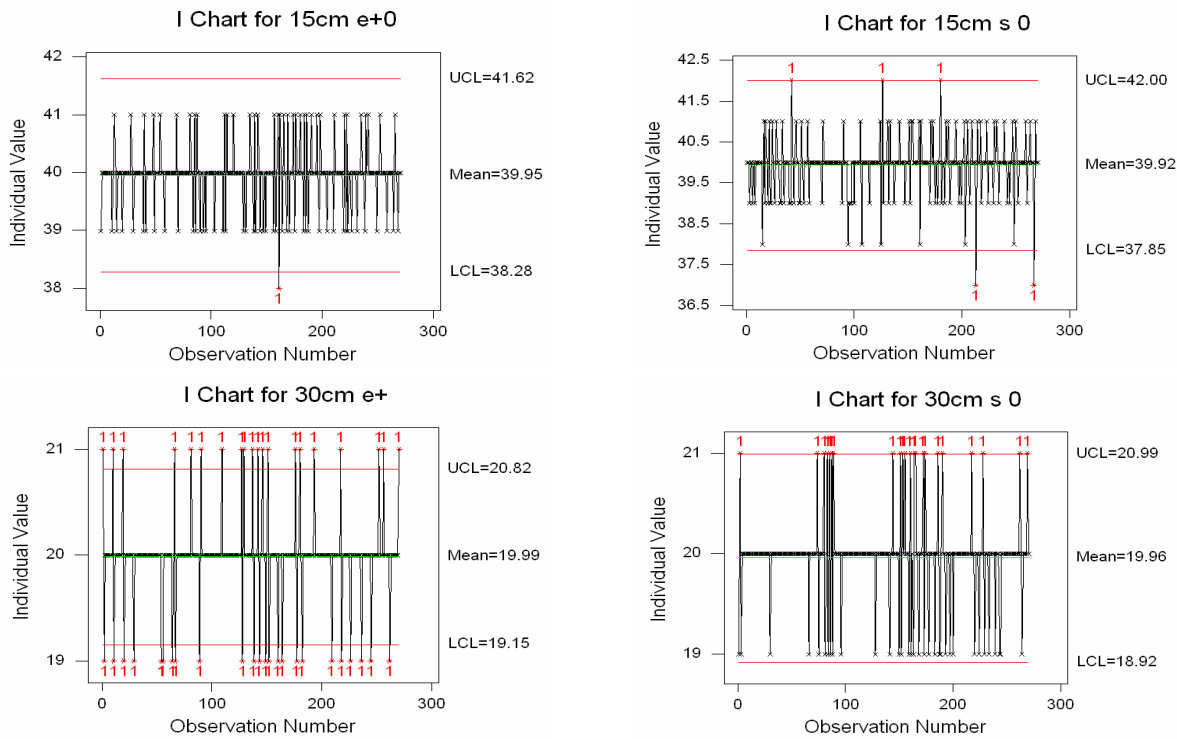 I Chart for 15cm e+0
42
41
40
39
38
Individual Value
UCL=41.62
Mean=39.95
LCL=38.28
1
0 100 200 300
Observation Number
I Chart for 15cm s 0
42.5
41.5
40.5
39.5
38.5
37.5
36.5
Individual Value
1 1 1
UCL=42.00
Mean=39.92
LCL=37.85
1 1
0 100 200 300
Observation Number
I Chart for 30cm e+
21
20
19
Individual Value
UCL=20.82
Mean=19.99
LCL=19.15
0 100 200 300
Observation Number
I Chart for 30cm s 0
21
20
19
Individual Value
UCL=20.99
Mean=19.96
LCL=18.92
0 100 200 300
Observation Number